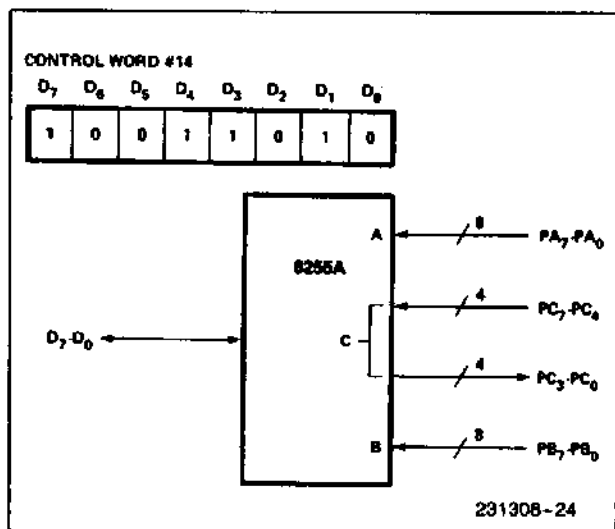 CONTROL WORD #14
D7 D6 D5 D4 D3 D2 D1 D0
1 0 0 1 1 0 1 0
A 8 PA7-PA0
8255A
4 PC7-PC4
D7-D0 C
4 PC3-PC0
B 8 PB7-PB0
231308-24